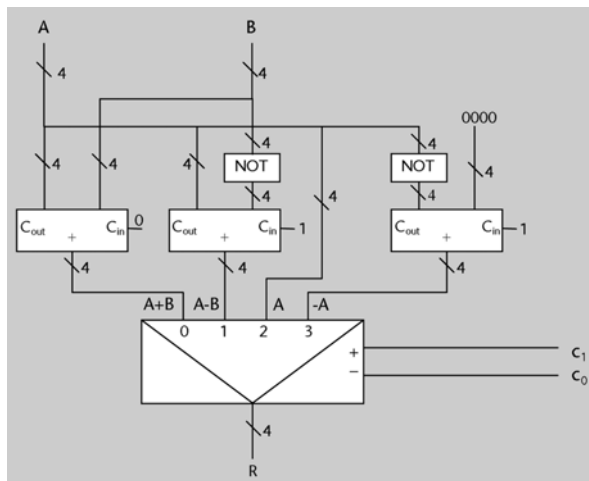 A B
4 4
4 4 0000
4 4 4 NOT 4 NOT 4
4 4 4
C_out + C_in 0 C_out + C_in 1 C_out + C_in 1
4 4 4
A+B A-B A -A
0 1 2 3
+ c_1
− c_0
4
R